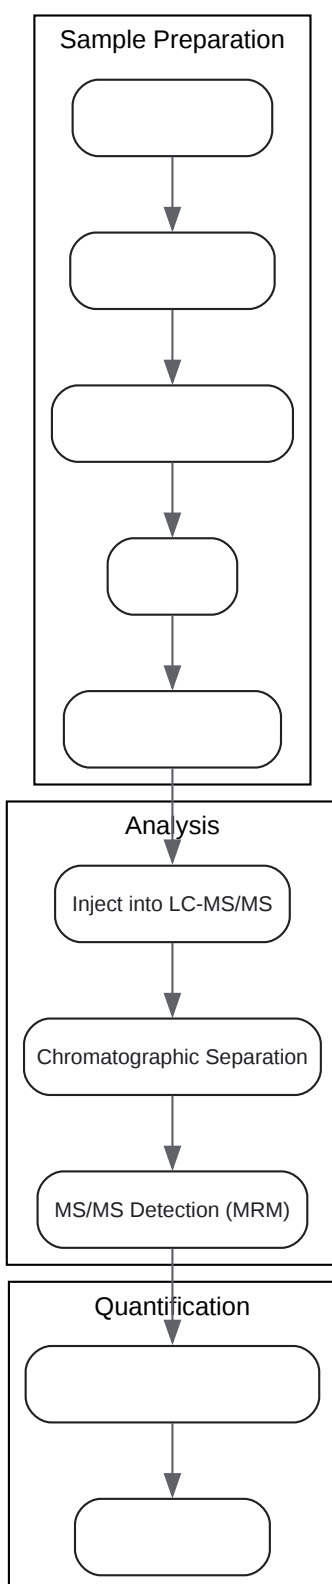 Sample Preparation
Analysis
Inject into LC-MS/MS
Chromatographic Separation
MS/MS Detection (MRM)
Quantification